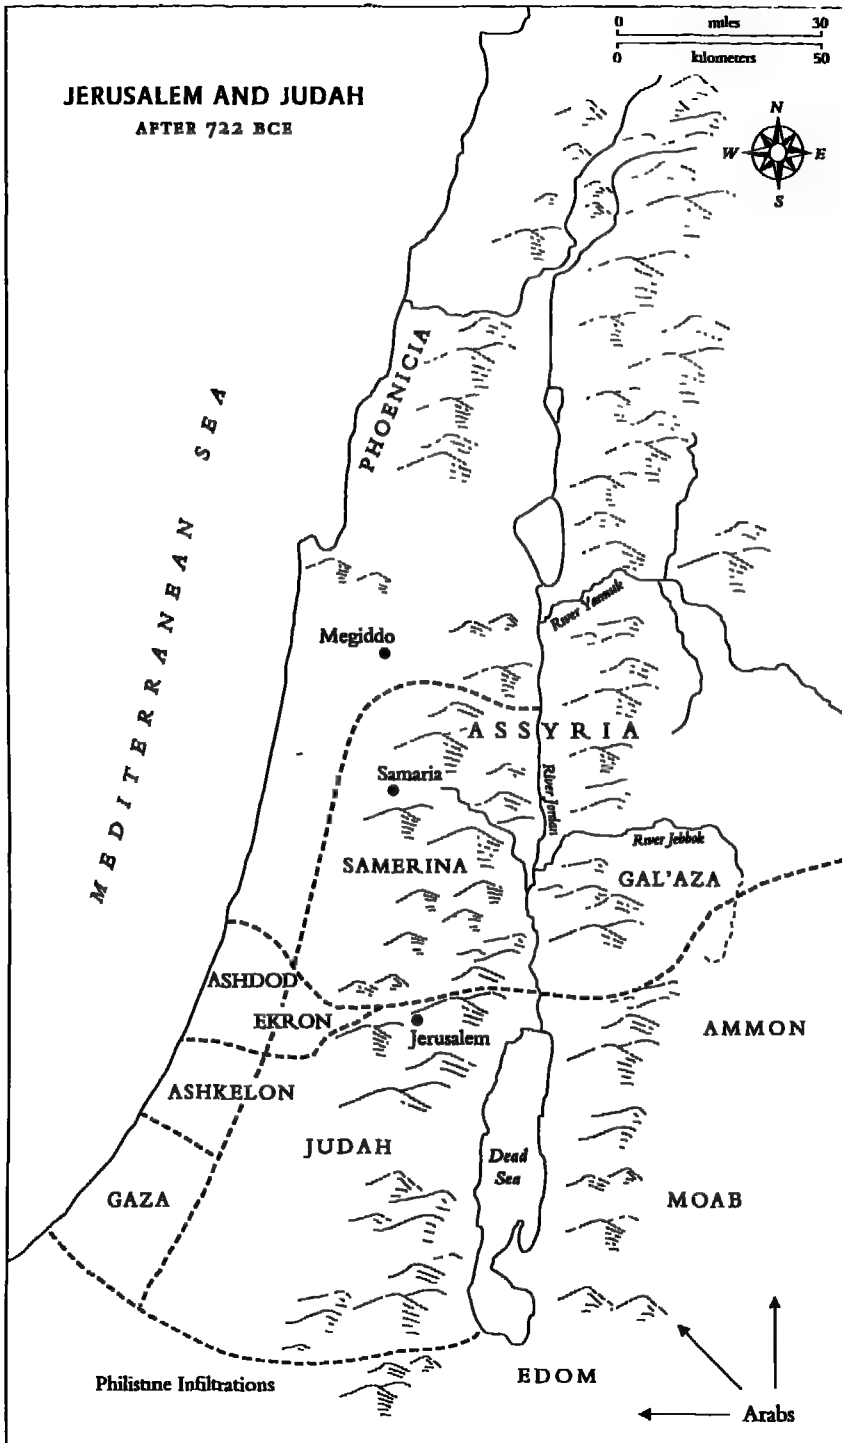 0 miles 30
0 kilometers 50
JERUSALEM AND JUDAH
AFTER 722 BCE
N
W E
S
PHOENICIA
MEDITERRANEAN SEA
River Yarmuk
Megiddo
ASSYRIA
Samaria
River Jordan
River Jebbok
SAMERINA
GAL'AZA
ASHDOD
EKRON
Jerusalem
AMMON
ASHKELON
JUDAH
Dead
Sea
GAZA
MOAB
EDOM
Philistine Infiltrations
Arabs